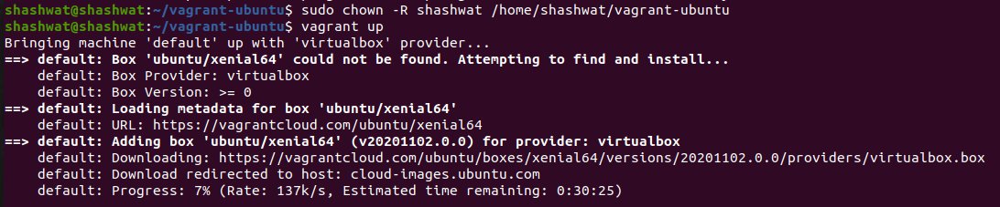 shashwat@shashwat:~/vagrant-ubuntu$ sudo chown -R shashwat /home/shashwat/vagrant-ubuntu
shashwat@shashwat:~/vagrant-ubuntu$ vagrant up
Bringing machine 'default' up with 'virtualbox' provider...
==> default: Box 'ubuntu/xenial64' could not be found. Attempting to find and install...
    default: Box Provider: virtualbox
    default: Box Version: >= 0
==> default: Loading metadata for box 'ubuntu/xenial64'
    default: URL: https://vagrantcloud.com/ubuntu/xenial64
==> default: Adding box 'ubuntu/xenial64' (v20201102.0.0) for provider: virtualbox
    default: Downloading: https://vagrantcloud.com/ubuntu/boxes/xenial64/versions/20201102.0.0/providers/virtualbox.box
    default: Download redirected to host: cloud-images.ubuntu.com
    default: Progress: 7% (Rate: 137k/s, Estimated time remaining: 0:30:25)